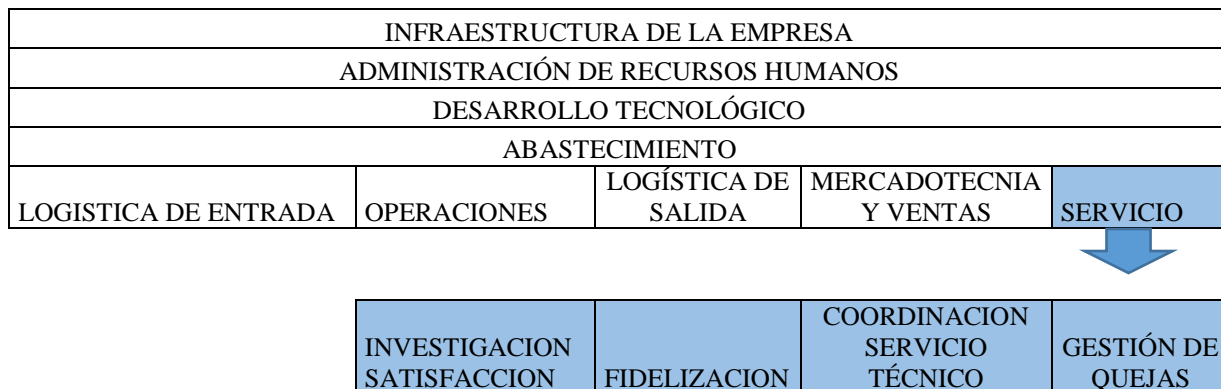 INFRAESTRUCTURA DE LA EMPRESA
ADMINISTRACIÓN DE RECURSOS HUMANOS
DESARROLLO TECNOLÓGICO
ABASTECIMIENTO
LOGISTICA DE ENTRADA
OPERACIONES
LOGÍSTICA DE
SALIDA
MERCADOTECNIA
Y VENTAS
SERVICIO
INVESTIGACION
SATISFACCION
FIDELIZACION
COORDINACION
SERVICIO
TÉCNICO
GESTIÓN DE
QUEJAS